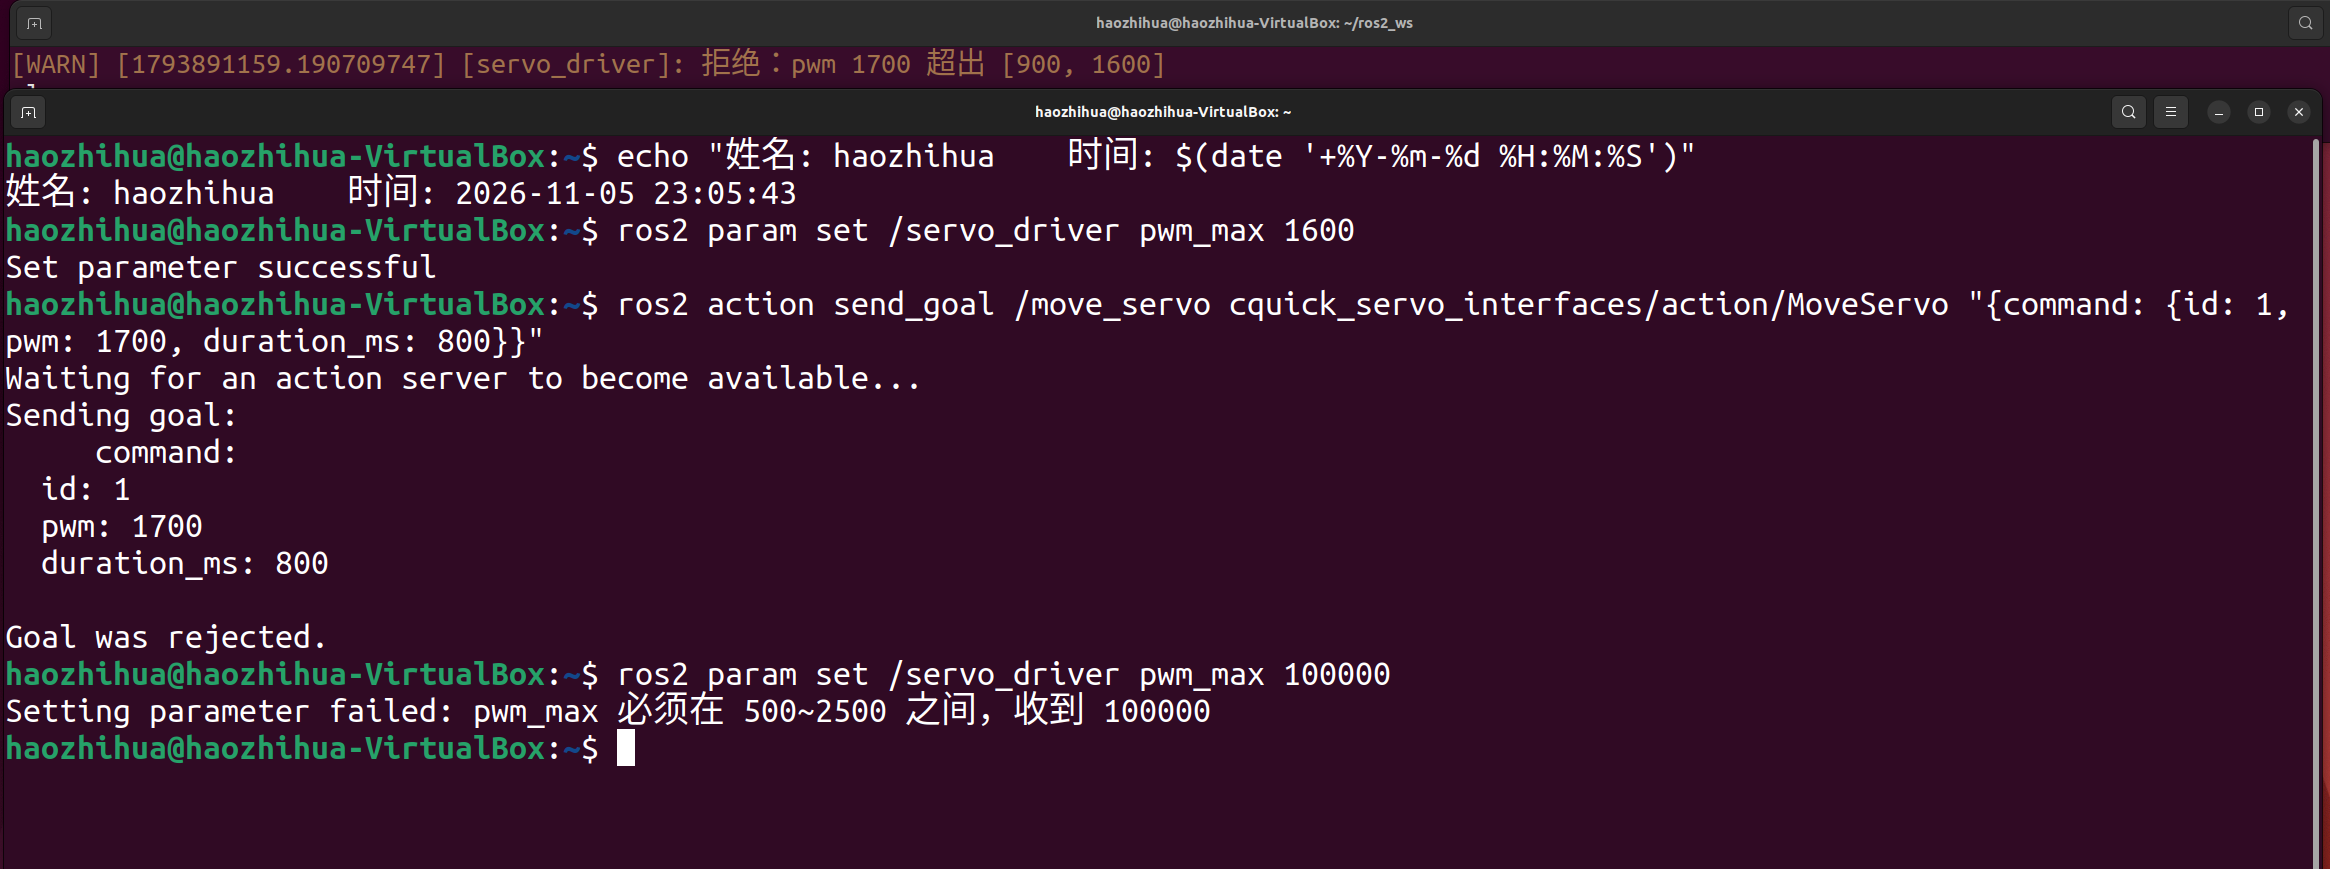 haozhihua@haozhihua-VirtualBox: ~/ros2_ws
[WARN] [1793891159.190709747] [servo_driver]: 拒绝：pwm 1700 超出 [900, 1600]
haozhihua@haozhihua-VirtualBox: ~
haozhihua@haozhihua-VirtualBox:~$ echo "姓名: haozhihua    时间: $(date '+%Y-%m-%d %H:%M:%S')"
姓名: haozhihua    时间: 2026-11-05 23:05:43
haozhihua@haozhihua-VirtualBox:~$ ros2 param set /servo_driver pwm_max 1600
Set parameter successful
haozhihua@haozhihua-VirtualBox:~$ ros2 action send_goal /move_servo cquick_servo_interfaces/action/MoveServo "{command: {id: 1,
pwm: 1700, duration_ms: 800}}"
Waiting for an action server to become available...
Sending goal:
     command:
  id: 1
  pwm: 1700
  duration_ms: 800

Goal was rejected.
haozhihua@haozhihua-VirtualBox:~$ ros2 param set /servo_driver pwm_max 100000
Setting parameter failed: pwm_max 必须在 500~2500 之间，收到 100000
haozhihua@haozhihua-VirtualBox:~$